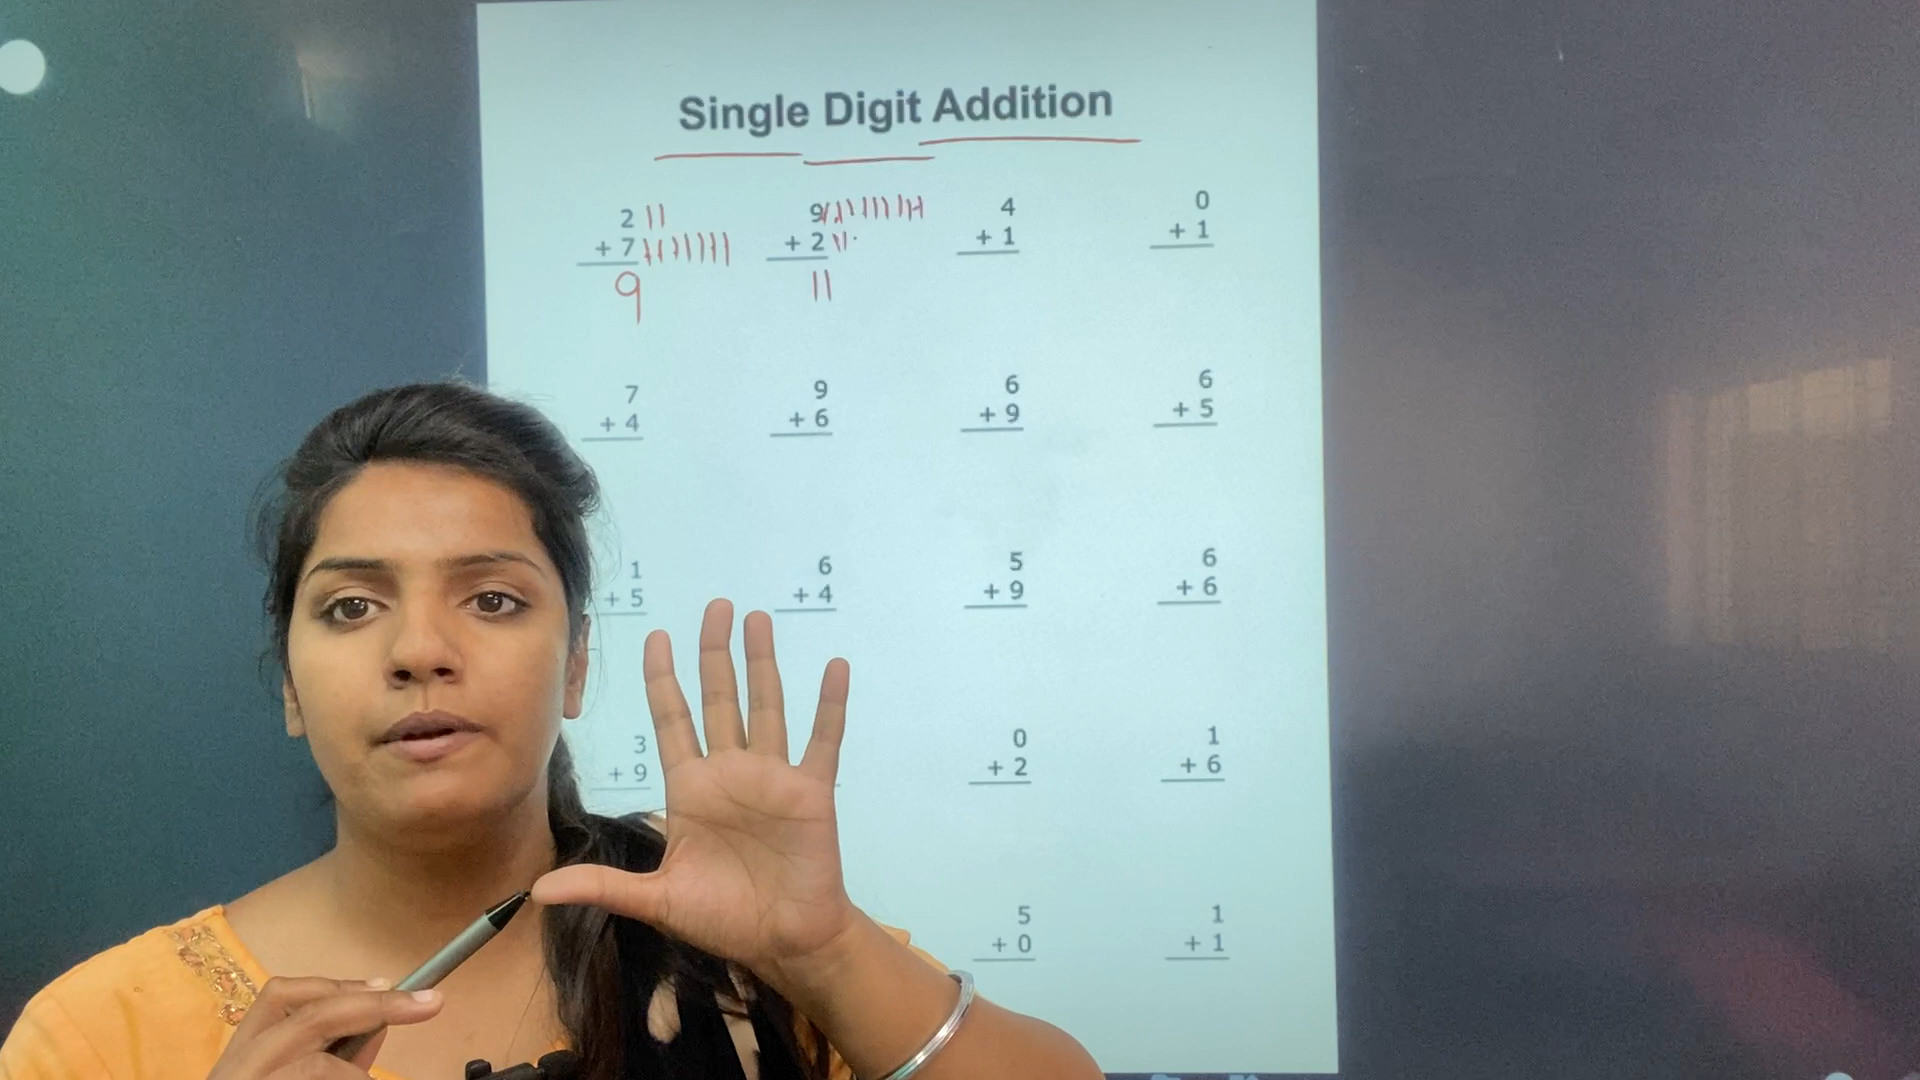 Single Digit Addition
2 9 4 0
+ 7 + 2 + 1 + 1
9 11
7 9 6 6
+ 4 + 6 + 9 + 5
1 6 5 6
+ 5 + 4 + 9 + 6
3 0 1
+ 9 + 2 + 6
5 1
+ 0 + 1